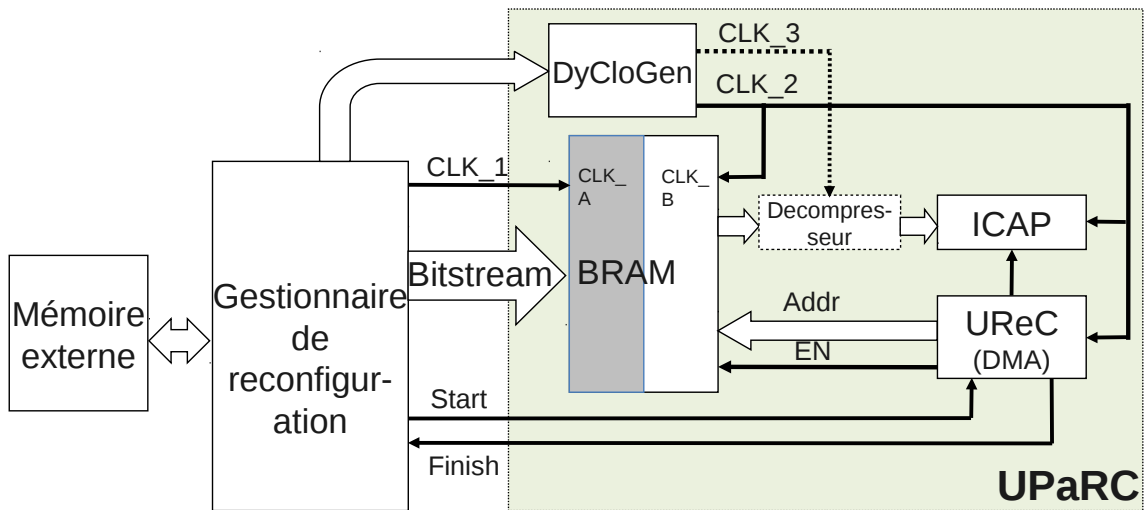 CLK_3
DyCloGen
CLK_2
CLK_1
CLK_
A
CLK_
B
Decompres-
seur
ICAP
Bitstream
BRAM
Mémoire
externe
Gestionnaire
de
reconfigur-
ation
Addr
UReC
(DMA)
EN
Start
Finish
UPaRC